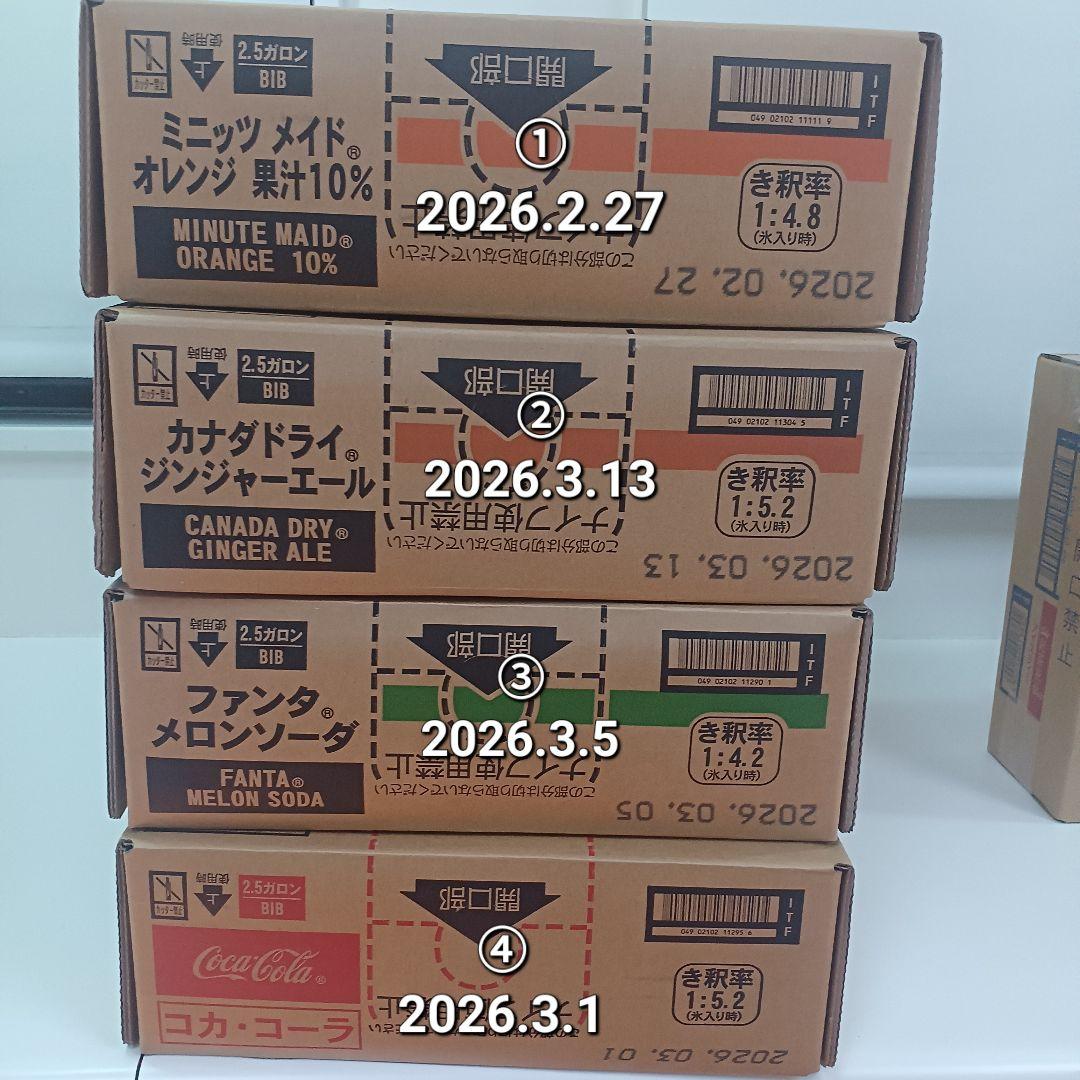 カッター禁止
使用時
上
2.5ガロン
BIB
ミニッツ メイド®
オレンジ 果汁10%
MINUTE MAID®
ORANGE 10%
開口部
①
2026.2.27
この部分は切り取らないでください
049 02102 11111 9
ITF
き釈率
1:4.8
(氷入り時)
2026. 02. 27
カッター禁止
使用時
上
2.5ガロン
BIB
カナダドライ®
ジンジャーエール
CANADA DRY®
GINGER ALE
開口部
②
2026.3.13
ナイフ使用禁止
この部分は切り取らないでください
049 02102 11304 5
ITF
き釈率
1:5.2
(氷入り時)
2026. 03. 13
カッター禁止
使用時
上
2.5ガロン
BIB
ファンタ®
メロンソーダ
FANTA®
MELON SODA
開口部
③
2026.3.5
ナイフ使用禁止
この部分は切り取らないでください
049 02102 11290 1
ITF
き釈率
1:4.2
(氷入り時)
2026. 03. 05
カッター禁止
使用時
上
2.5ガロン
BIB
Coca-Cola®
コカ・コーラ
開口部
④
2026.3.1
049 02102 11295 6
ITF
き釈率
1:5.2
(氷入り時)
2026. 03. 01
開口禁止